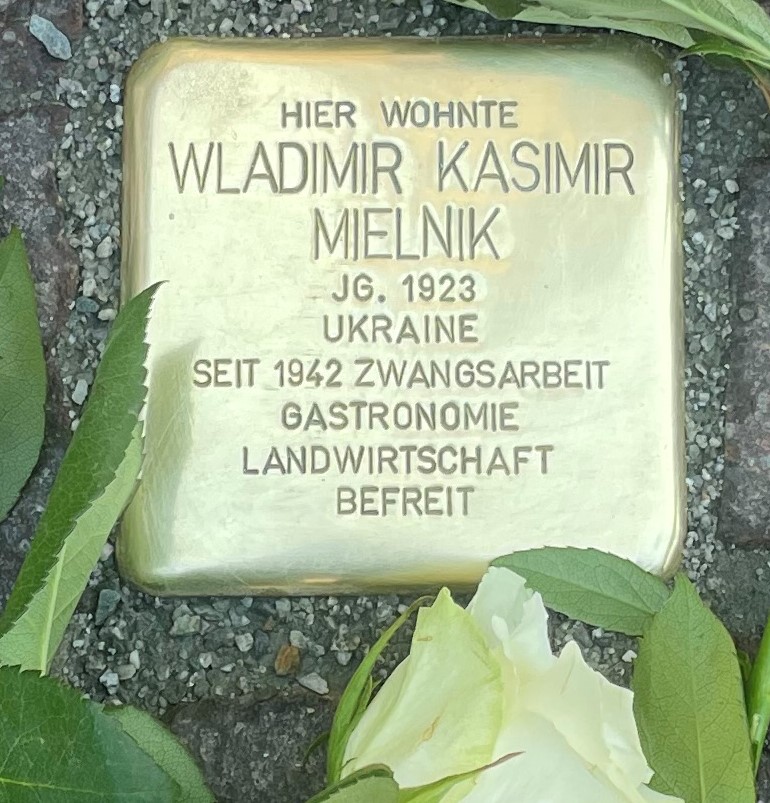 HIER WOHNTE
WLADIMIR KASIMIR
MIELNIK
JG. 1923
UKRAINE
SEIT 1942 ZWANGSARBEIT
GASTRONOMIE
LANDWIRTSCHAFT
BEFREIT